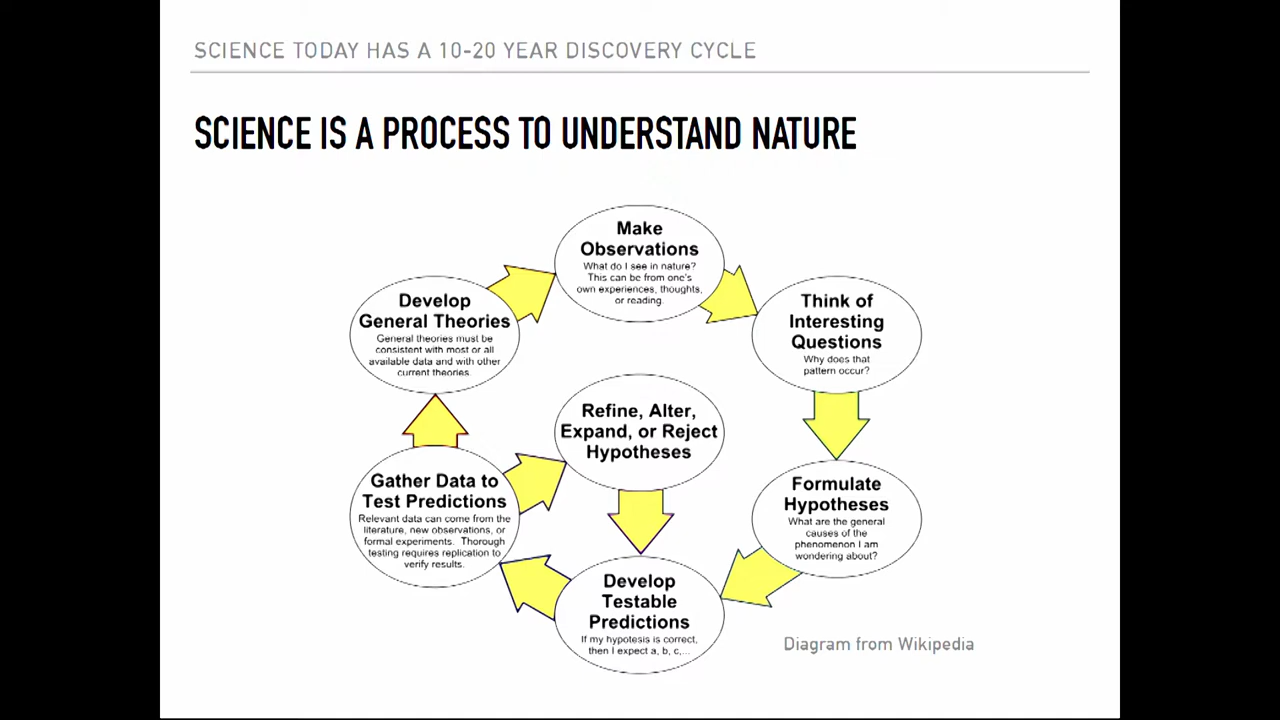 SCIENCE TODAY HAS A 10-20 YEAR DISCOVERY CYCLE
SCIENCE IS A PROCESS TO UNDERSTAND NATURE
Make
Observations
What do I see in nature?
This can be from one's
own experiences, thoughts,
or reading.
Think of
Interesting
Questions
Why does that
pattern occur?
Formulate
Hypotheses
What are the general
causes of the
phenomenon I am
wondering about?
Develop
Testable
Predictions
If my hypotesis is correct,
then I expect a, b, c,...
Gather Data to
Test Predictions
Relevant data can come from the
literature, new observations, or
formal experiments. Thorough
testing requires replication to
verify results.
Refine, Alter,
Expand, or Reject
Hypotheses
Develop
General Theories
General theories must be
consistent with most or all
available data and with other
current theories.
Diagram from Wikipedia